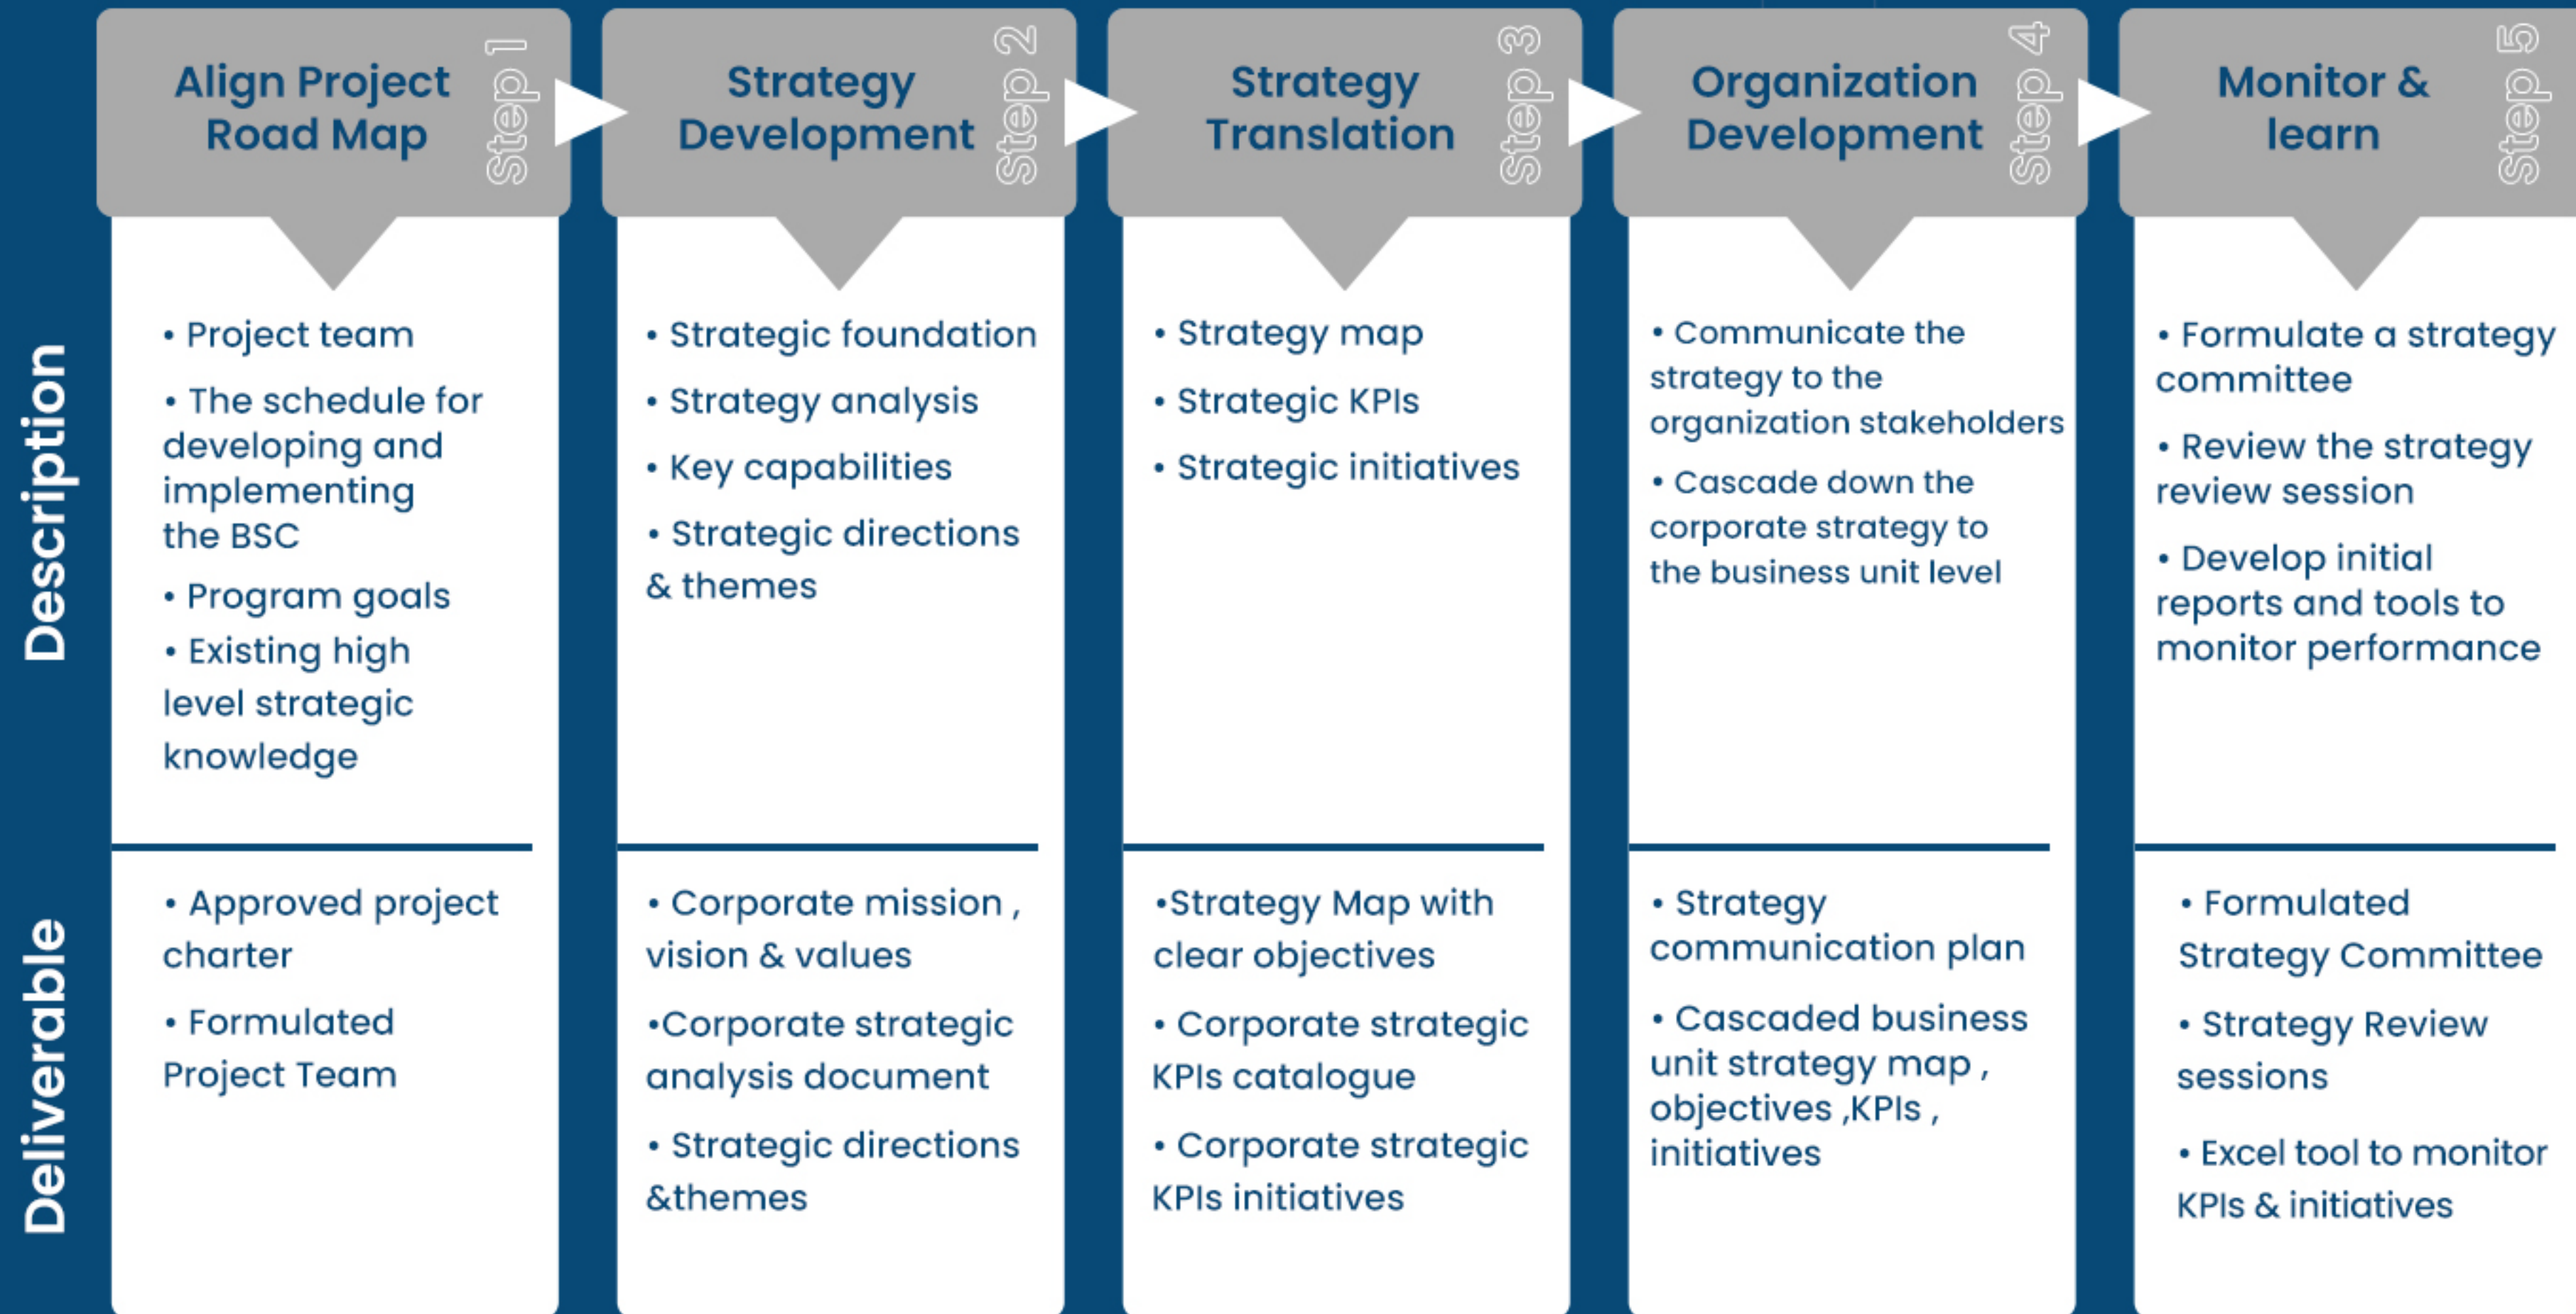 Align Project
Road Map
Step 1
Strategy
Development
Step 2
Strategy
Translation
Step 3
Organization
Development
Step 4
Monitor &
learn
Step 5
Description
• Project team
• The schedule for
developing and
implementing
the BSC
• Program goals
• Existing high
level strategic
knowledge
• Strategic foundation
• Strategy analysis
• Key capabilities
• Strategic directions
& themes
• Strategy map
• Strategic KPIs
• Strategic initiatives
• Communicate the
strategy to the
organization stakeholders
• Cascade down the
corporate strategy to
the business unit level
• Formulate a strategy
committee
• Review the strategy
review session
• Develop initial
reports and tools to
monitor performance
Deliverable
• Approved project
charter
• Formulated
Project Team
• Corporate mission ,
vision & values
•Corporate strategic
analysis document
• Strategic directions
&themes
•Strategy Map with
clear objectives
• Corporate strategic
KPIs catalogue
• Corporate strategic
KPIs initiatives
• Strategy
communication plan
• Cascaded business
unit strategy map ,
objectives ,KPIs ,
initiatives
• Formulated
Strategy Committee
• Strategy Review
sessions
• Excel tool to monitor
KPIs & initiatives